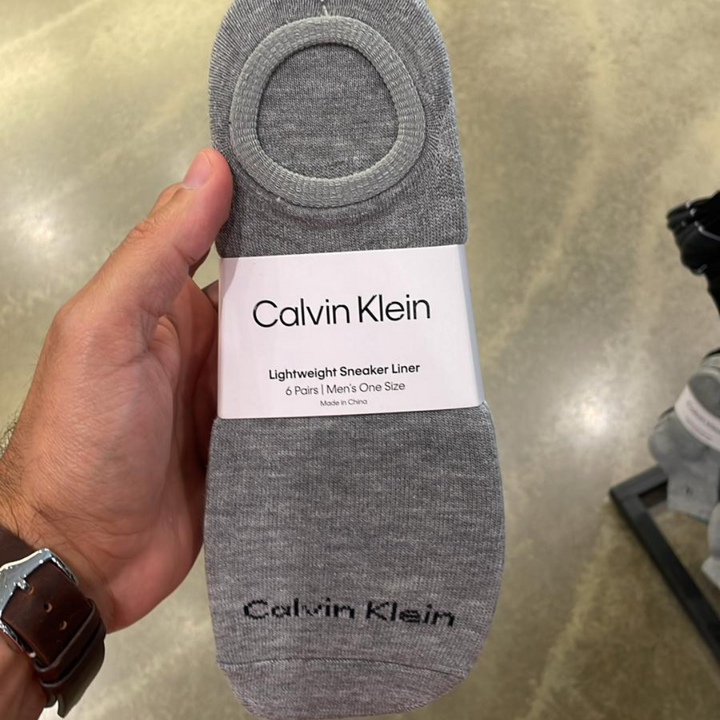 Calvin Klein
Lightweight Sneaker Liner
6 Pairs | Men's One Size
Made in China
Calvin Klein